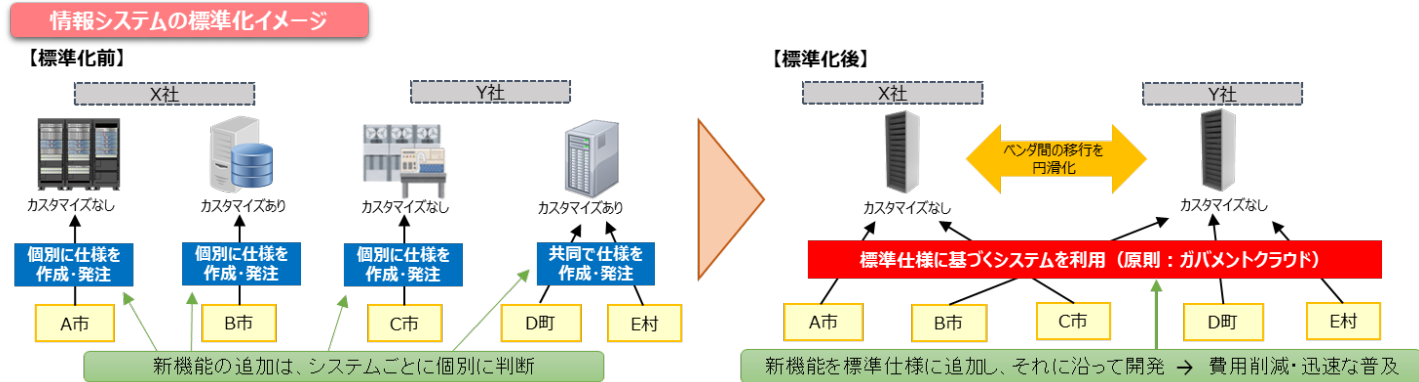 情報システムの標準化イメージ
【標準化前】
X社
Y社
カスタマイズなし
カスタマイズあり
カスタマイズなし
カスタマイズあり
個別に仕様を
作成・発注
個別に仕様を
作成・発注
個別に仕様を
作成・発注
共同で仕様を
作成・発注
A市
B市
C市
D町
E村
新機能の追加は、システムごとに個別に判断
【標準化後】
X社
Y社
ベンダ間の移行を
円滑化
カスタマイズなし
カスタマイズなし
標準仕様に基づくシステムを利用（原則：ガバメントクラウド）
A市
B市
C市
D町
E村
新機能を標準仕様に追加し、それに沿って開発 → 費用削減・迅速な普及